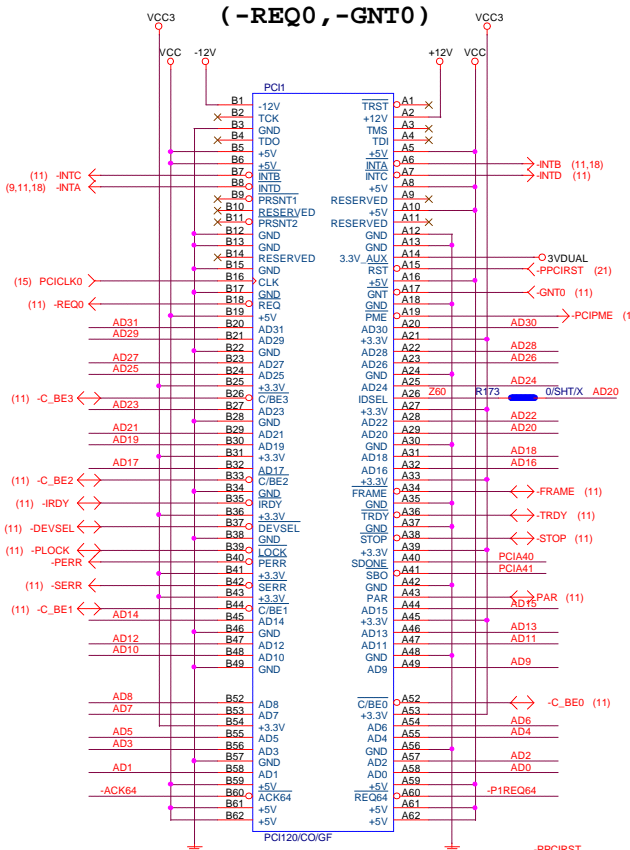 (-REQ0,-GNT0)
VCC3 VCC3
VCC -12V +12V VCC
PCI1
B1 -12V TRST A1
B2 TCK +12V A2
B3 GND TMS A3
B4 TDO TDI A4
B5 +5V +5V A5
B6 +5V INTA A6 -INTB (11,18)
(11) -INTC B7 INTB INTC A7 -INTD (11)
(9,11,18) -INTA B8 INTD +5V A8
B9 PRSNT1 RESERVED A9
B10 RESERVED +5V A10
B11 PRSNT2 RESERVED A11
B12 GND GND A12
B13 GND GND A13
B14 RESERVED 3.3V_AUX A14 3VDUAL
B15 GND RST A15 -PPCIRST (21)
(15) PCICLK0 B16 CLK +5V A16
B17 GND GNT A17 -GNT0 (11)
(11) -REQ0 B18 REQ GND A18
B19 +5V PME A19 -PCIPME (1
AD31 B20 AD31 AD30 A20 AD30
AD29 B21 AD29 +3.3V A21
B22 GND AD28 A22 AD28
AD27 B23 AD27 AD26 A23 AD26
AD25 B24 AD25 GND A24
B25 +3.3V AD24 A25 AD24
(11) -C_BE3 B26 C/BE3 IDSEL A26 Z60 R173 0/SHT/X AD20
AD23 B27 AD23 +3.3V A27
B28 GND AD22 A28 AD22
AD21 B29 AD21 AD20 A29 AD20
AD19 B30 AD19 GND A30
B31 +3.3V AD18 A31 AD18
AD17 B32 AD17 AD16 A32 AD16
(11) -C_BE2 B33 C/BE2 +3.3V A33
B34 GND FRAME A34 -FRAME (11)
(11) -IRDY B35 IRDY GND A35
B36 +3.3V TRDY A36 -TRDY (11)
(11) -DEVSEL B37 DEVSEL GND A37
B38 GND STOP A38 -STOP (11)
(11) -PLOCK B39 LOCK +3.3V A39
-PERR B40 PERR SDONE A40 PCIA40
B41 +3.3V SBO A41 PCIA41
(11) -SERR B42 SERR GND A42
B43 +3.3V PAR A43 PAR (11)
(11) -C_BE1 B44 C/BE1 AD15 A44 AD15
AD14 B45 AD14 +3.3V A45
B46 GND AD13 A46 AD13
AD12 B47 AD12 AD11 A47 AD11
AD10 B48 AD10 GND A48
B49 GND AD9 A49 AD9
AD8 B52 AD8 C/BE0 A52 -C_BE0 (11)
AD7 B53 AD7 +3.3V A53
B54 +3.3V AD6 A54 AD6
AD5 B55 AD5 AD4 A55 AD4
AD3 B56 AD3 GND A56
B57 GND AD2 A57 AD2
AD1 B58 AD1 AD0 A58 AD0
B59 +5V +5V A59
-ACK64 B60 ACK64 REQ64 A60 -P1REQ64
B61 +5V +5V A61
B62 +5V +5V A62
PCI120/CO/GF
-PPCIRST